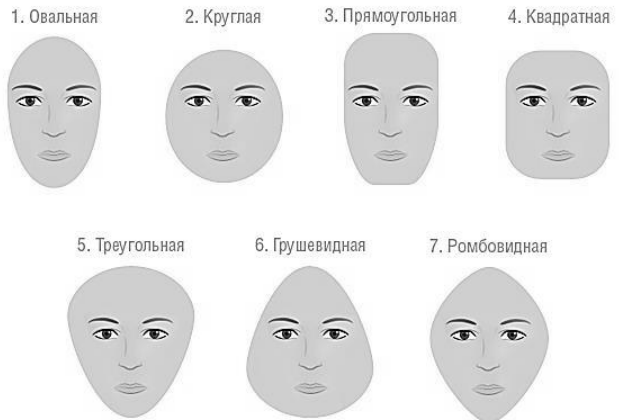 1. Овальная
2. Круглая
3. Прямоугольная
4. Квадратная
5. Треугольная
6. Грушевидная
7. Ромбовидная